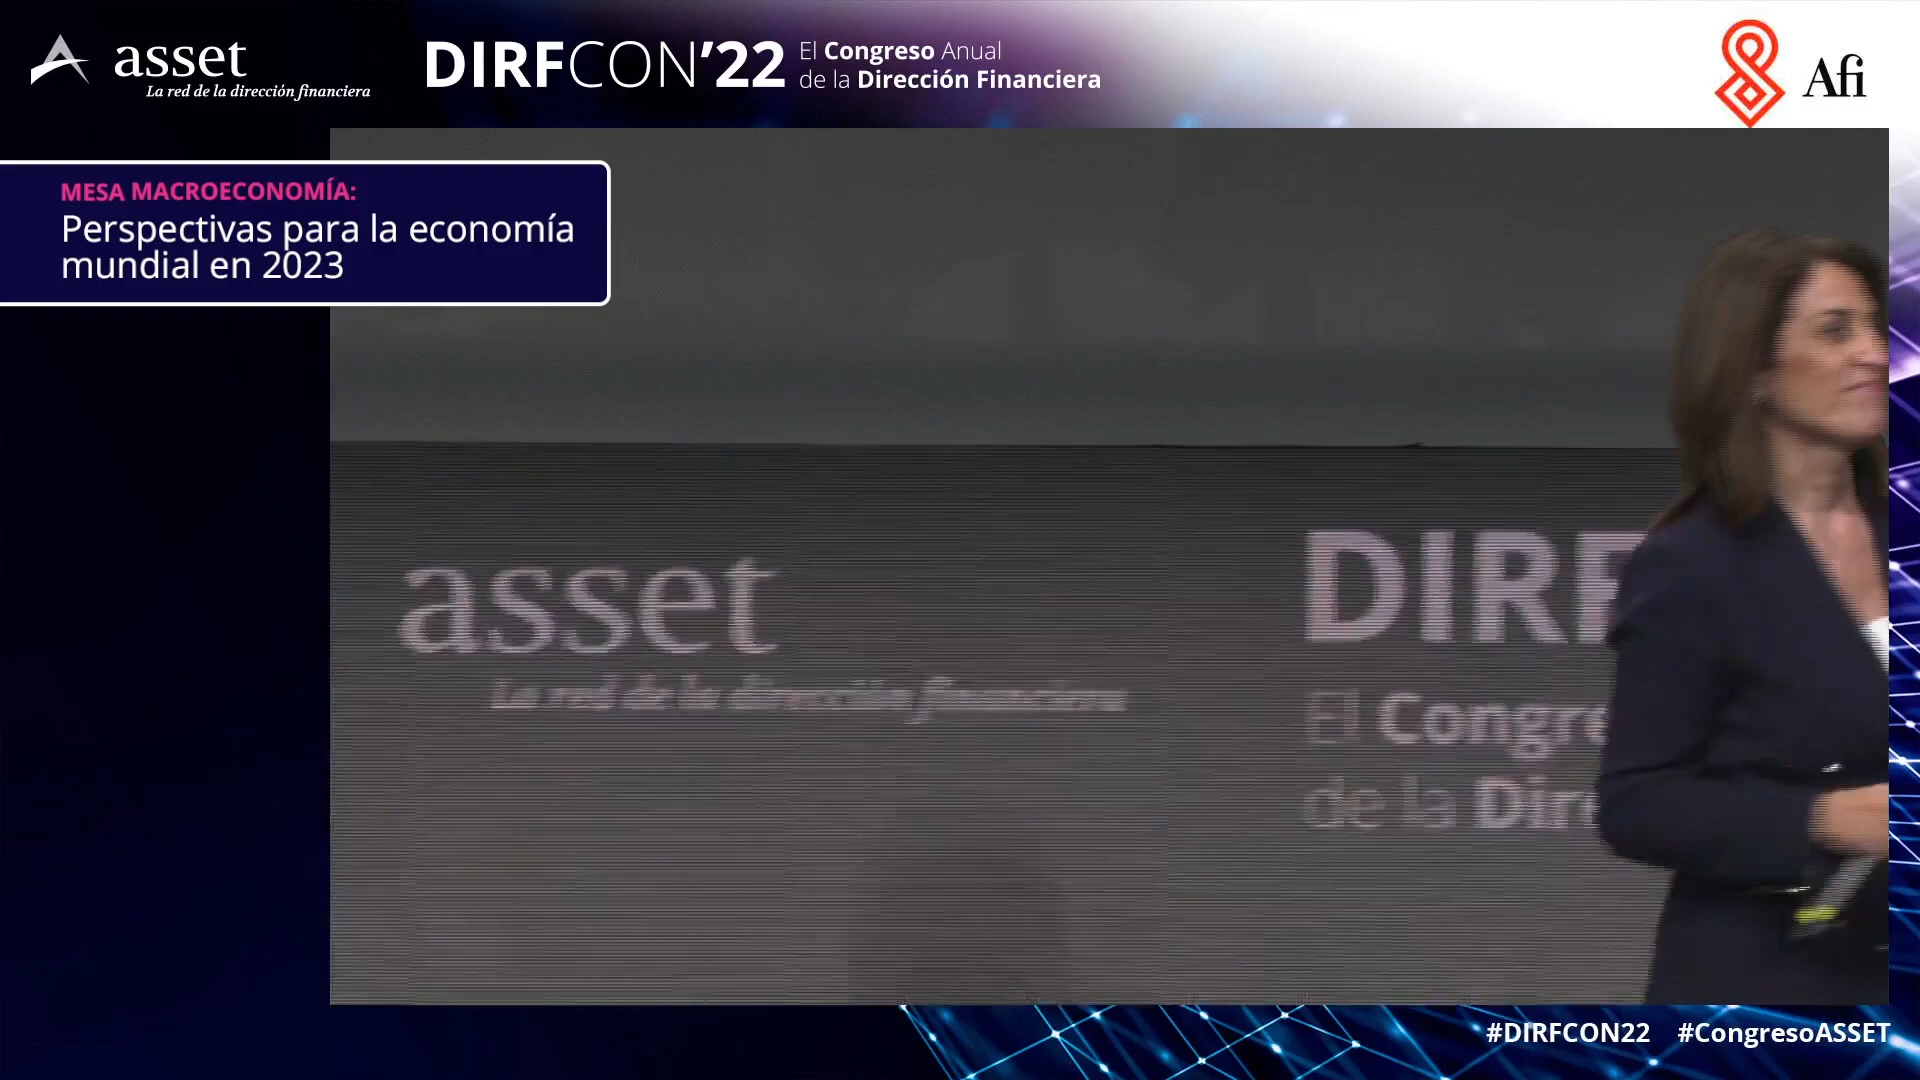 asset
La red de la dirección financiera
DIRFCON'22
El Congreso Anual
de la Dirección Financiera
Afi
MESA MACROECONOMÍA:
Perspectivas para la economía
mundial en 2023
asset
La red de la dirección financiera
DIRF
El Congre
de la Dire
#DIRFCON22 #CongresoASSET